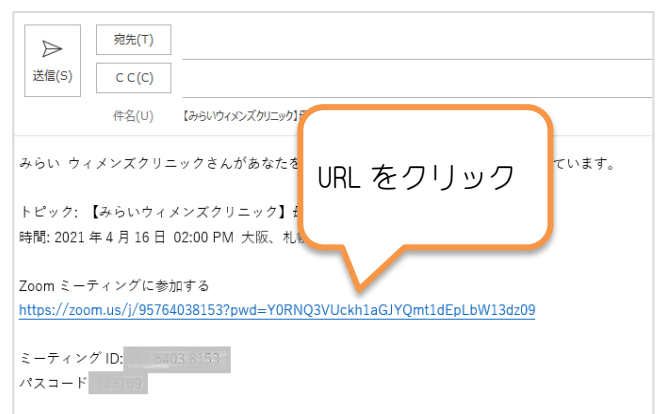 宛先(T)
送信(S)
C C(C)
件名(U) 【みらいウィメンズクリニック】
みらい ウィメンズクリニックさんがあなたを ています。
URL をクリック
トピック: 【みらいウィメンズクリニック】
時間: 2021 年 4 月 16 日 02:00 PM 大阪、札
Zoom ミーティングに参加する
https://zoom.us/j/95764038153?pwd=Y0RNQ3VUckh1aGJYQmt1dEpLbW13dz09
ミーティング ID:
パスコード